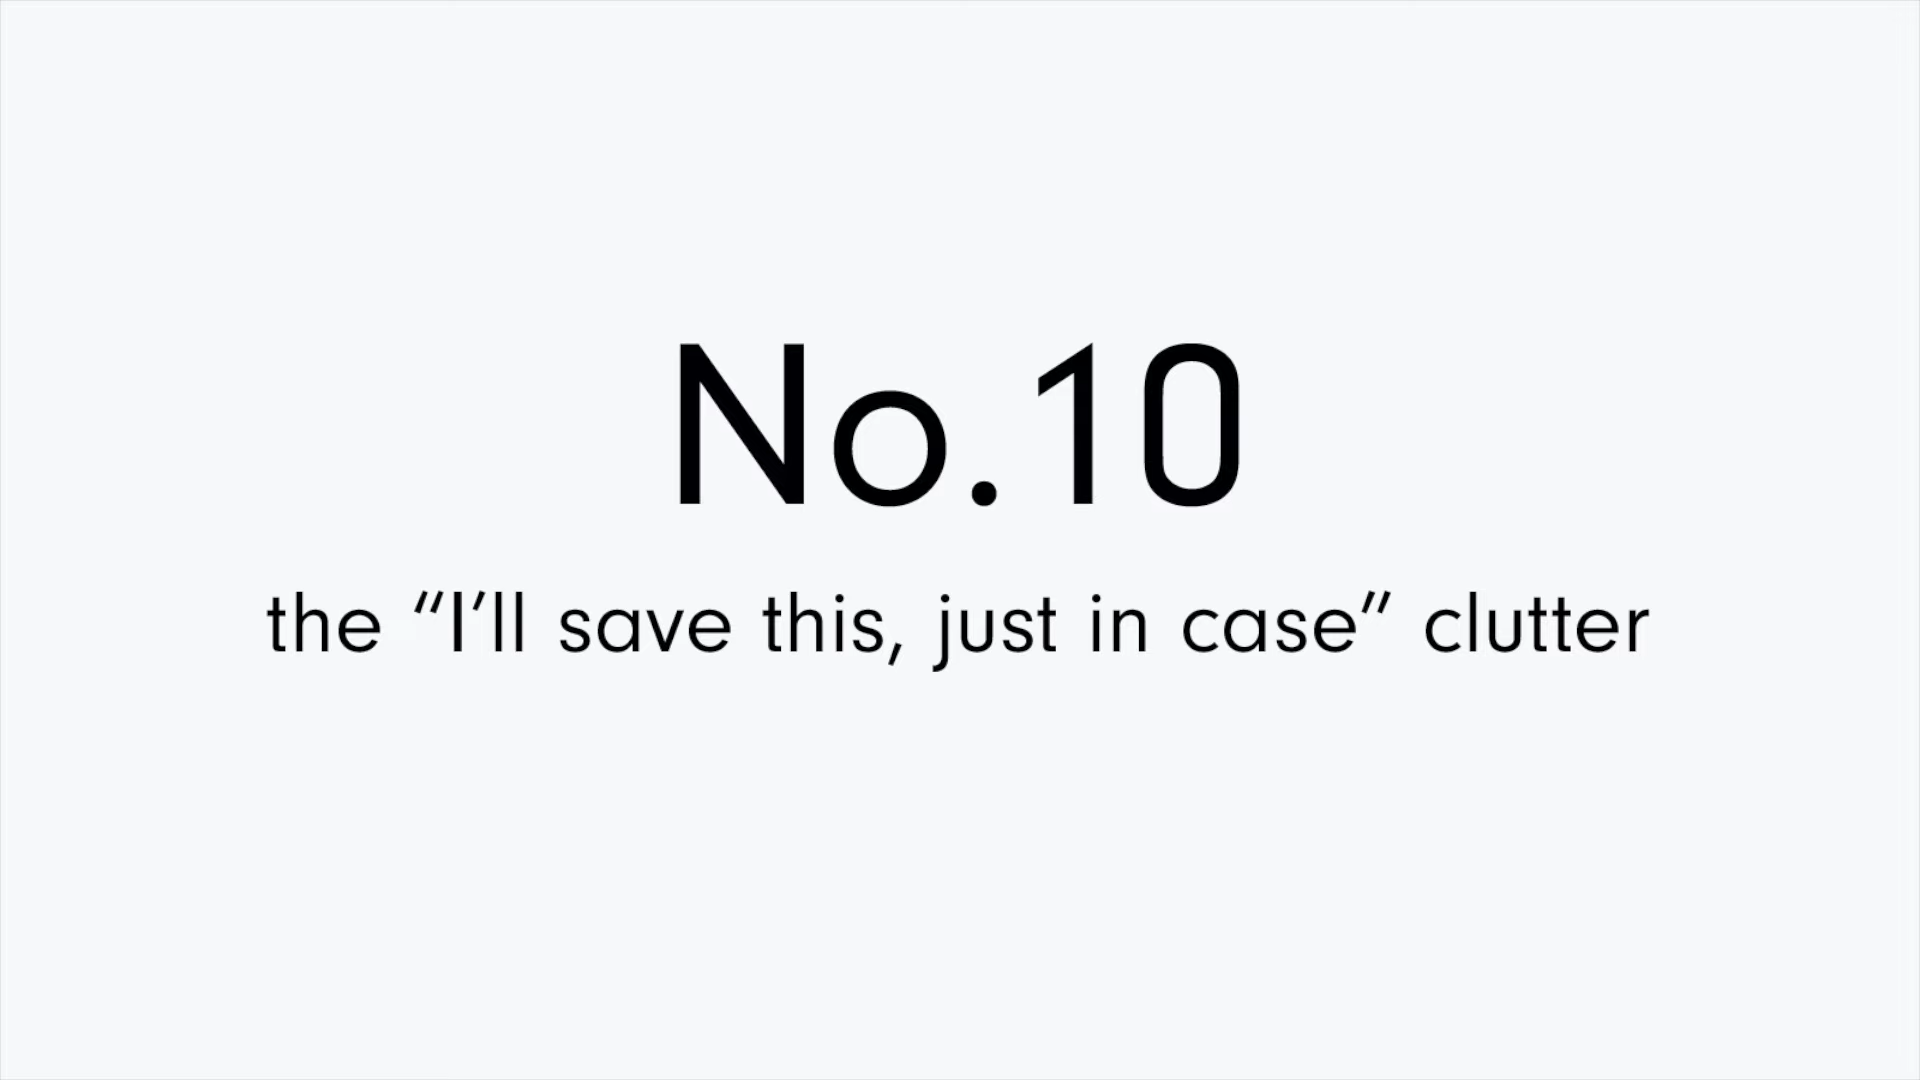 No.10
the “I’ll save this, just in case” clutter